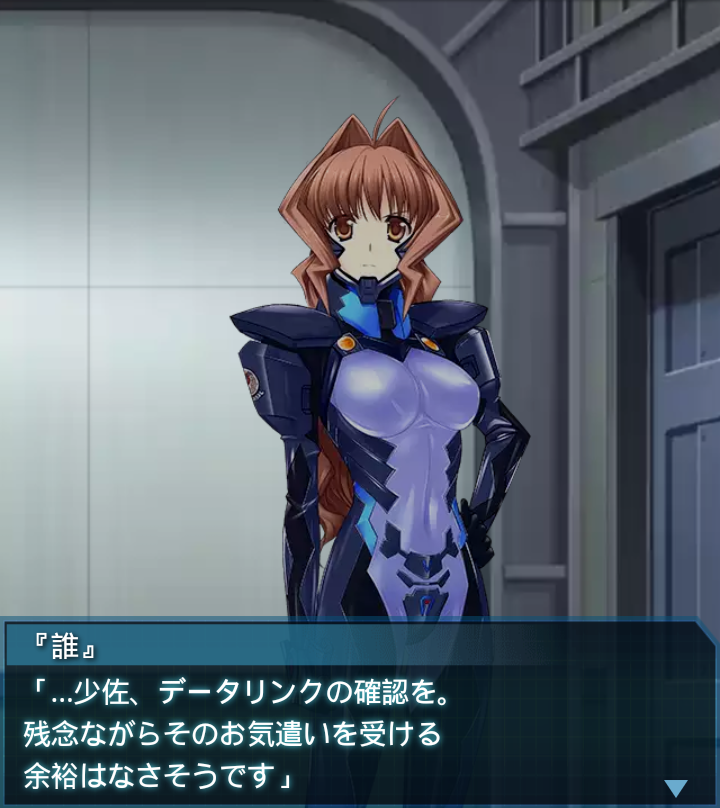 『誰』
「…少佐、データリンクの確認を。
残念ながらそのお気遣いを受ける
余裕はなさそうです」